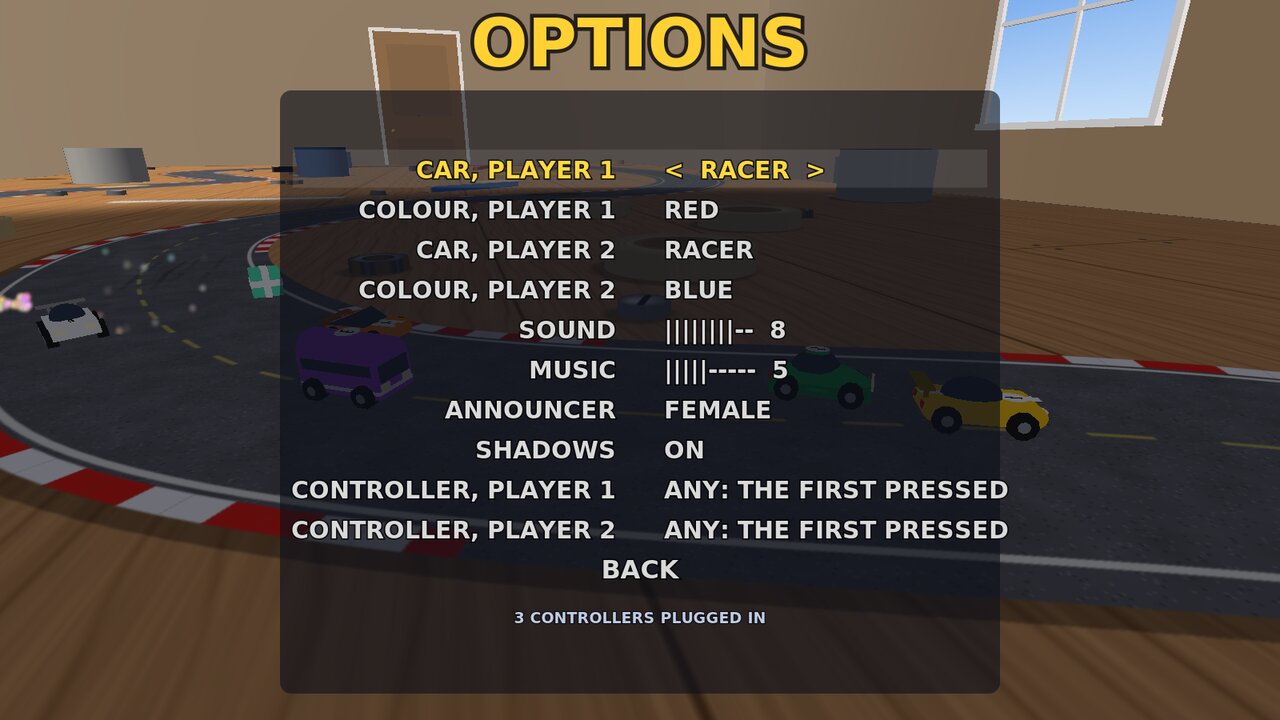 OPTIONS
CAR, PLAYER 1 < RACER >
COLOUR, PLAYER 1 RED
CAR, PLAYER 2 RACER
COLOUR, PLAYER 2 BLUE
SOUND ||||||||-- 8
MUSIC |||||----- 5
ANNOUNCER FEMALE
SHADOWS ON
CONTROLLER, PLAYER 1 ANY: THE FIRST PRESSED
CONTROLLER, PLAYER 2 ANY: THE FIRST PRESSED
BACK
3 CONTROLLERS PLUGGED IN